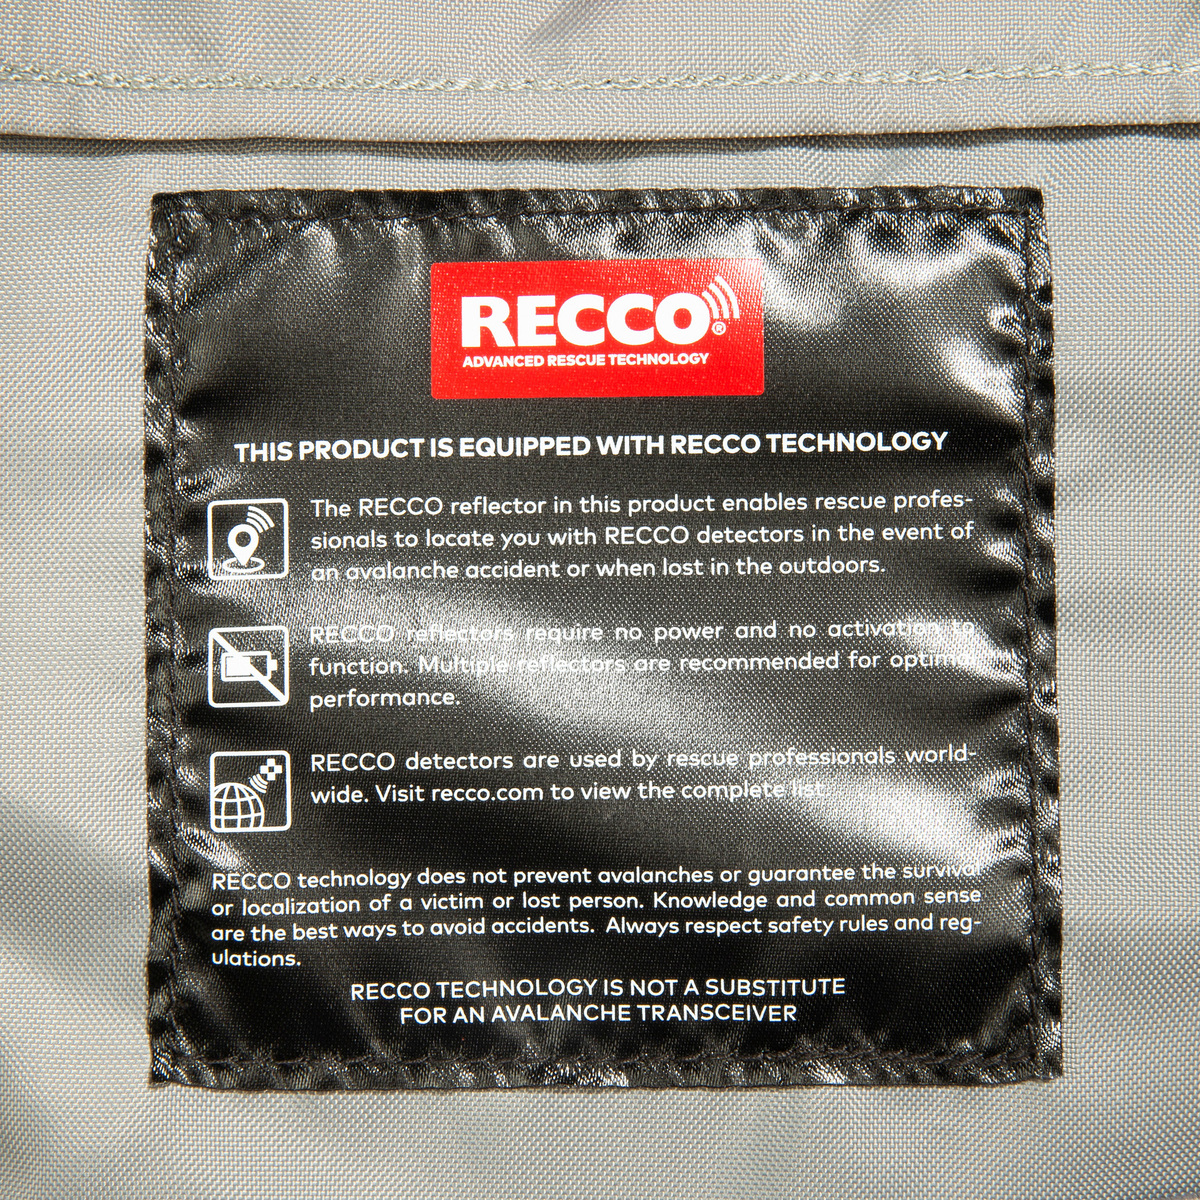 RECCO®
ADVANCED RESCUE TECHNOLOGY
THIS PRODUCT IS EQUIPPED WITH RECCO TECHNOLOGY
The RECCO reflector in this product enables rescue profes-
sionals to locate you with RECCO detectors in the event of
an avalanche accident or when lost in the outdoors.
RECCO reflectors require no power and no activation to
function. Multiple reflectors are recommended for optimal
performance.
RECCO detectors are used by rescue professionals world-
wide. Visit recco.com to view the complete list.
RECCO technology does not prevent avalanches or guarantee the survival
or localization of a victim or lost person. Knowledge and common sense
are the best ways to avoid accidents. Always respect safety rules and reg-
ulations.
RECCO TECHNOLOGY IS NOT A SUBSTITUTE
FOR AN AVALANCHE TRANSCEIVER